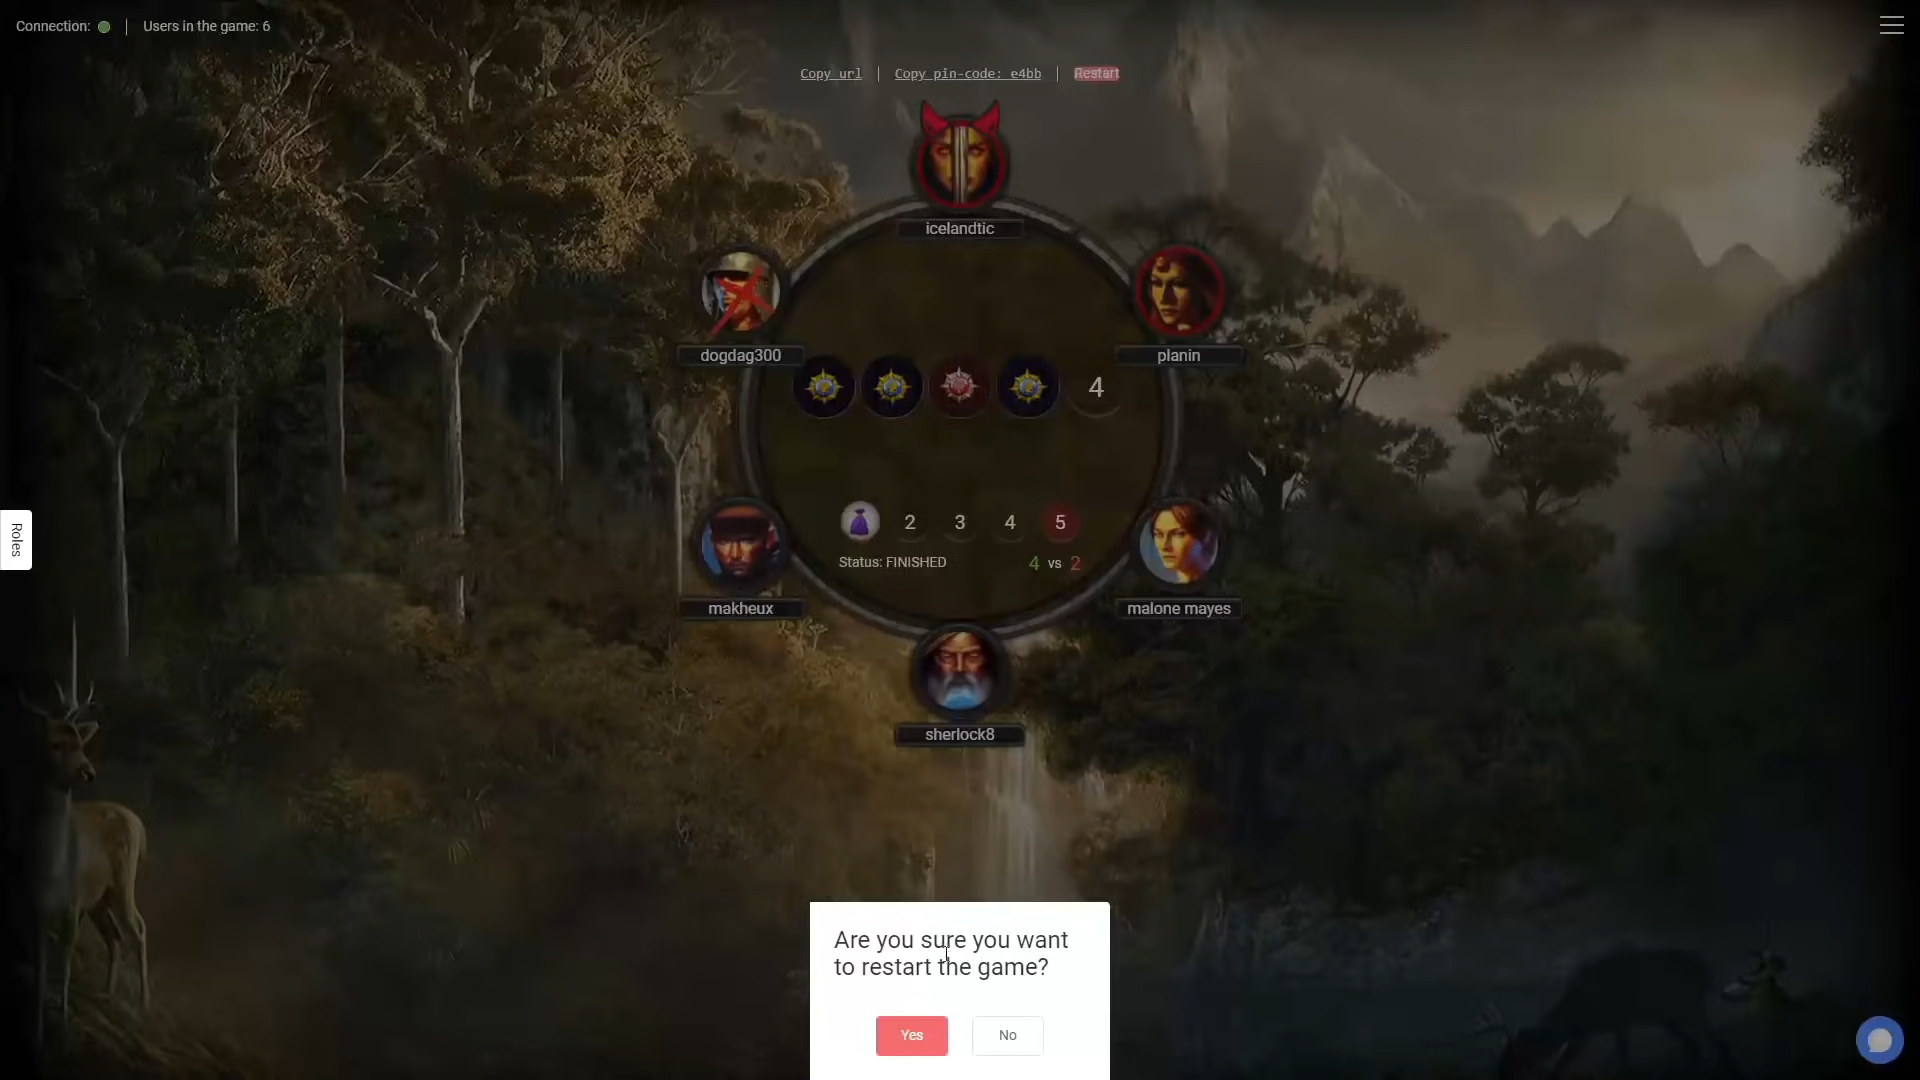 Connection:
Users in the game: 6
Copy url | Copy pin-code: e4bb | Restart
icelandtic
dogdag300
planin
4
Roles
2 3 4 5
Status: FINISHED
4 vs 2
makheux
malone mayes
sherlock8
Are you sure you want
to restart the game?
Yes
No